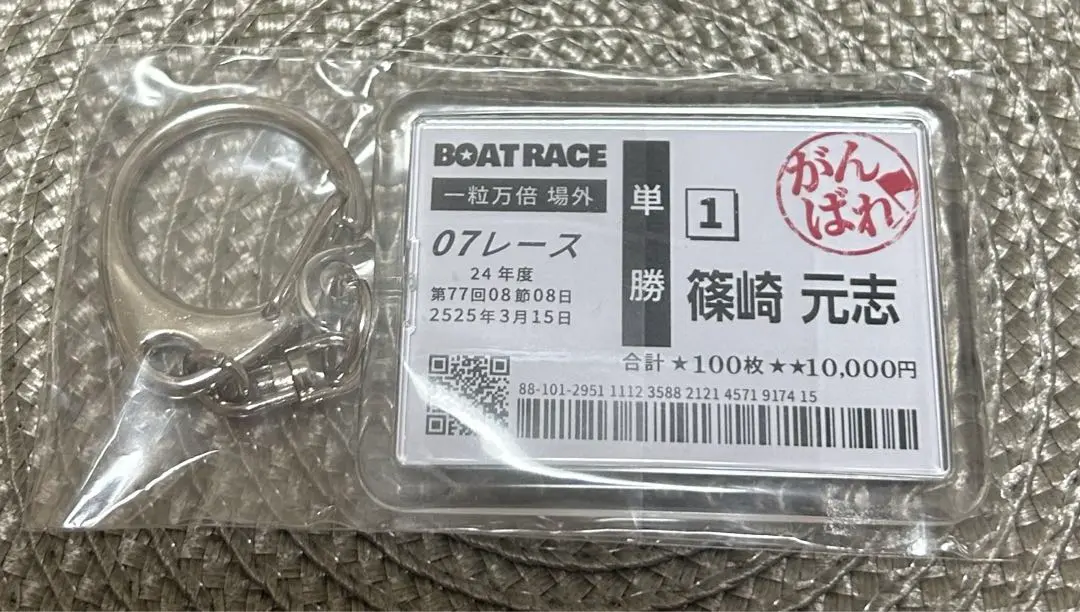 BOATRACE
一粒万倍 場外
07レース
24年度
第77回08節08日
2525年3月15日
単勝
1
篠崎 元志
がんばれ
合計 ★100枚★★10,000円
88-101-2951 1112 3588 2121 4571 9174 15